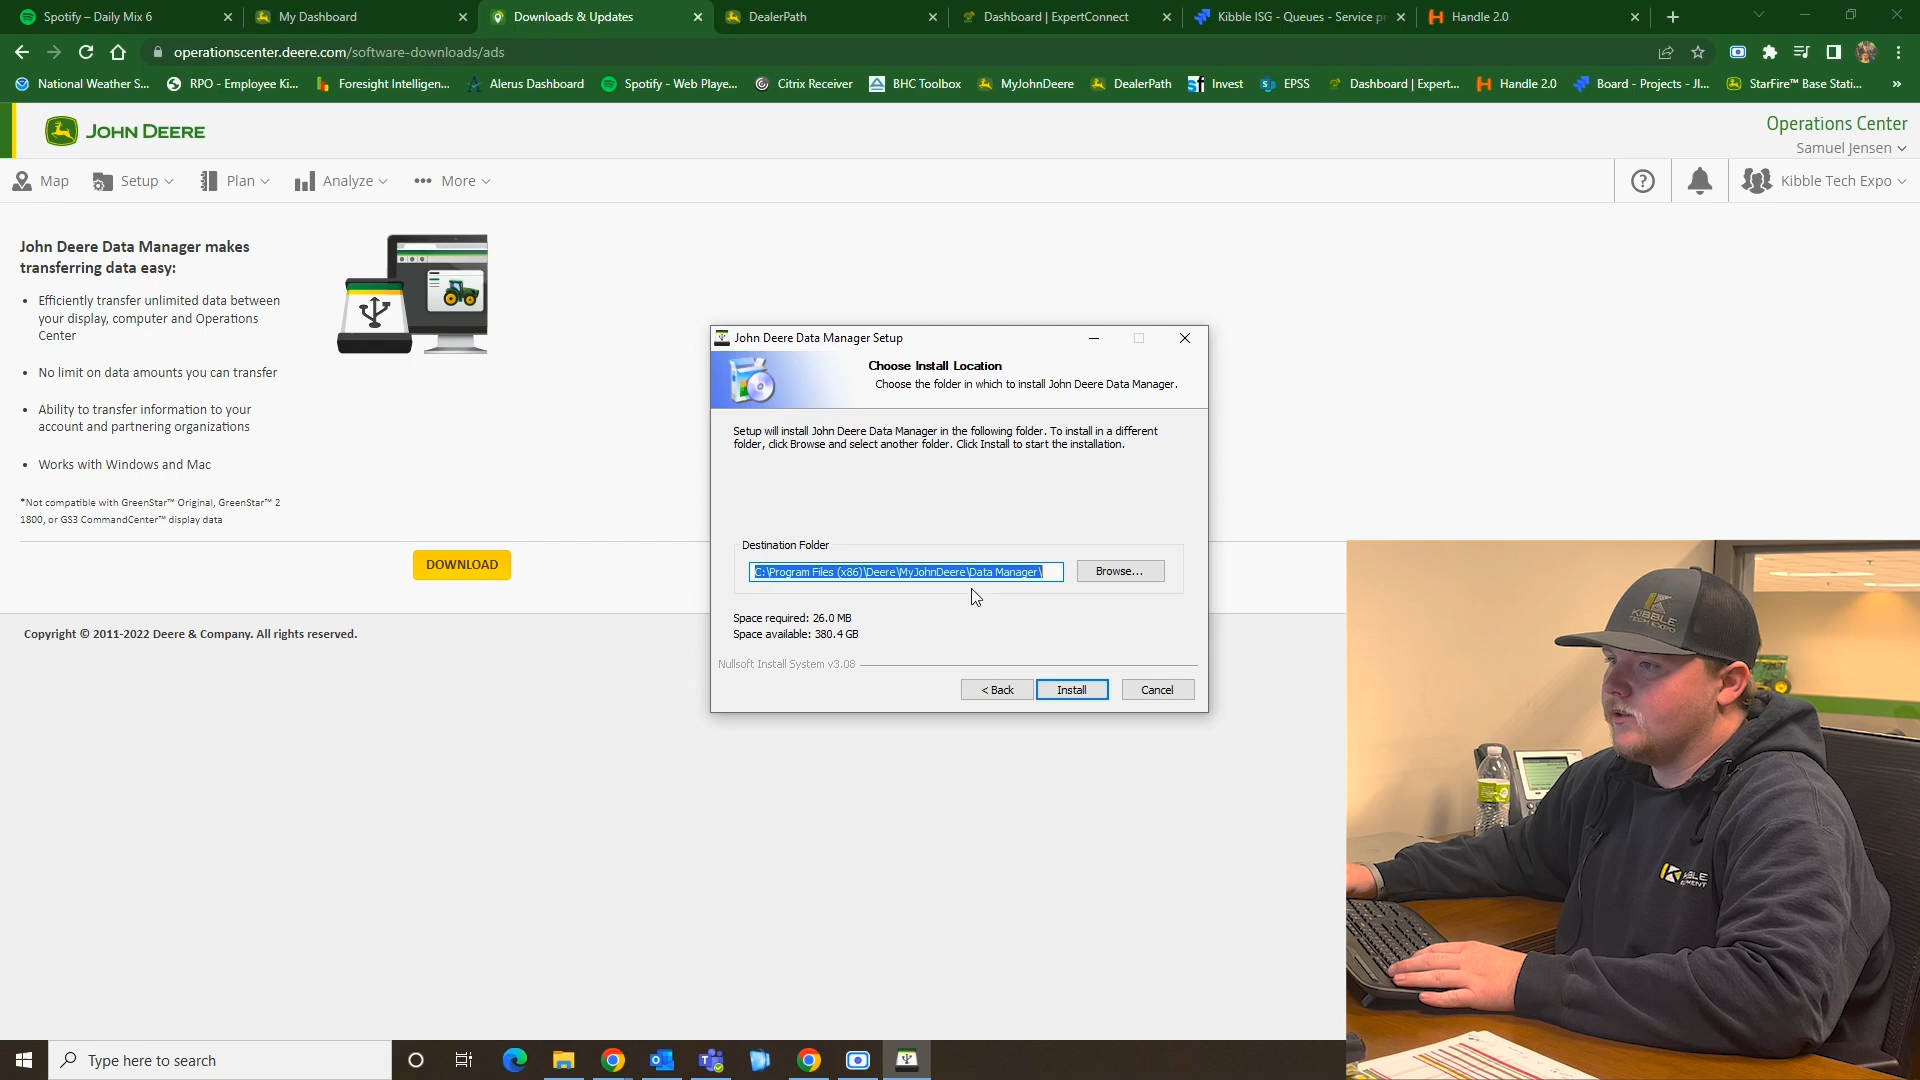 Spotify – Daily Mix 6
My Dashboard
Downloads & Updates
DealerPath
Dashboard | ExpertConnect
Kibble ISG - Queues - Service pr
Handle 2.0
operationscenter.deere.com/software-downloads/ads
National Weather S...
RPO - Employee Ki...
Foresight Intelligen...
Alerus Dashboard
Spotify - Web Playe...
Citrix Receiver
BHC Toolbox
MyJohnDeere
DealerPath
Invest
EPSS
Dashboard | Expert...
Handle 2.0
Board - Projects - JI...
StarFire™ Base Stati...
»
JOHN DEERE
Operations Center
Samuel Jensen
Map
Setup
Plan
Analyze
More
Kibble Tech Expo
John Deere Data Manager makes
transferring data easy:
• Efficiently transfer unlimited data between
your display, computer and Operations
Center
• No limit on data amounts you can transfer
• Ability to transfer information to your
account and partnering organizations
• Works with Windows and Mac
*Not compatible with GreenStar™ Original, GreenStar™ 2
1800, or GS3 CommandCenter™ display data
DOWNLOAD
Copyright © 2011-2022 Deere & Company. All rights reserved.
John Deere Data Manager Setup
Choose Install Location
Choose the folder in which to install John Deere Data Manager.
Setup will install John Deere Data Manager in the following folder. To install in a different
folder, click Browse and select another folder. Click Install to start the installation.
Destination Folder
C:\Program Files (x86)\Deere\MyJohnDeere\Data Manager\
Browse...
Space required: 26.0 MB
Space available: 380.4 GB
Nullsoft Install System v3.08
< Back
Install
Cancel
KIBBLE
TECH EXPO
Type here to search